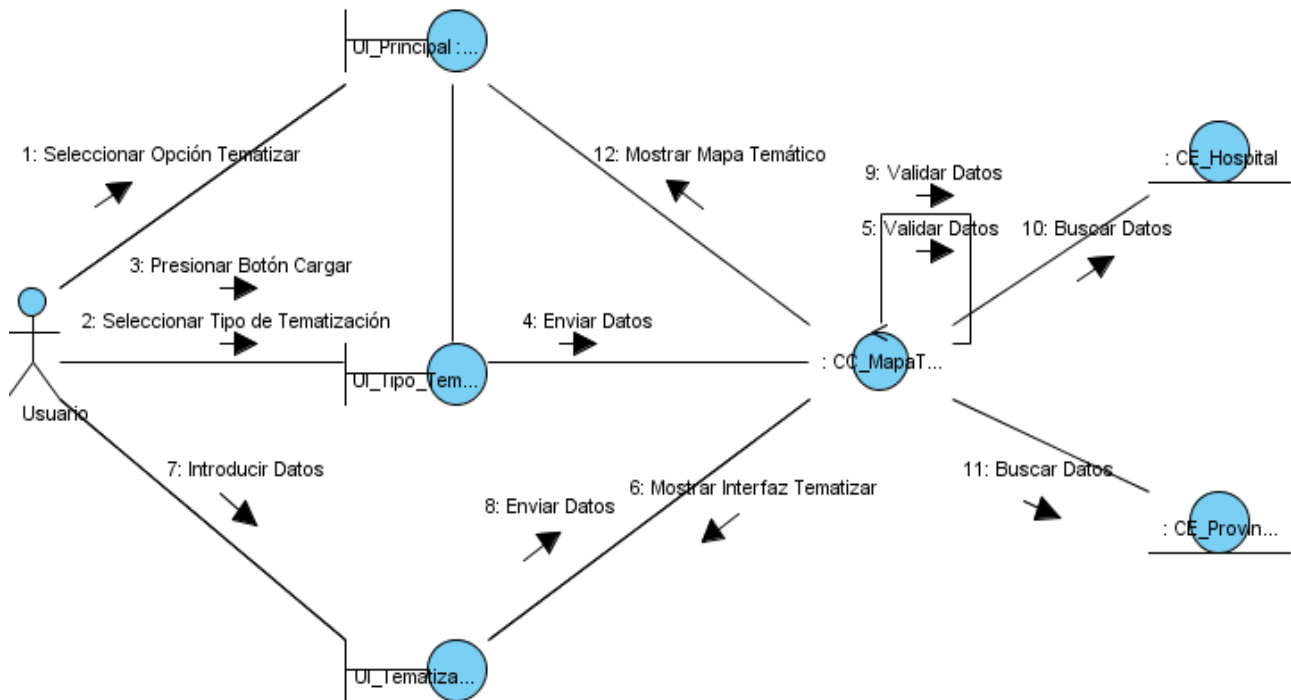 UI_Principal :...
1: Seleccionar Opción Tematizar
12: Mostrar Mapa Temático
9: Validar Datos
: CE_Hospital
5: Validar Datos
10: Buscar Datos
3: Presionar Botón Cargar
2: Seleccionar Tipo de Tematización
4: Enviar Datos
: CC_MapaT...
UI_Tipo_Tem...
Usuario
7: Introducir Datos
6: Mostrar Interfaz Tematizar
11: Buscar Datos
8: Enviar Datos
: CE_Provin...
UI_Tematiza...